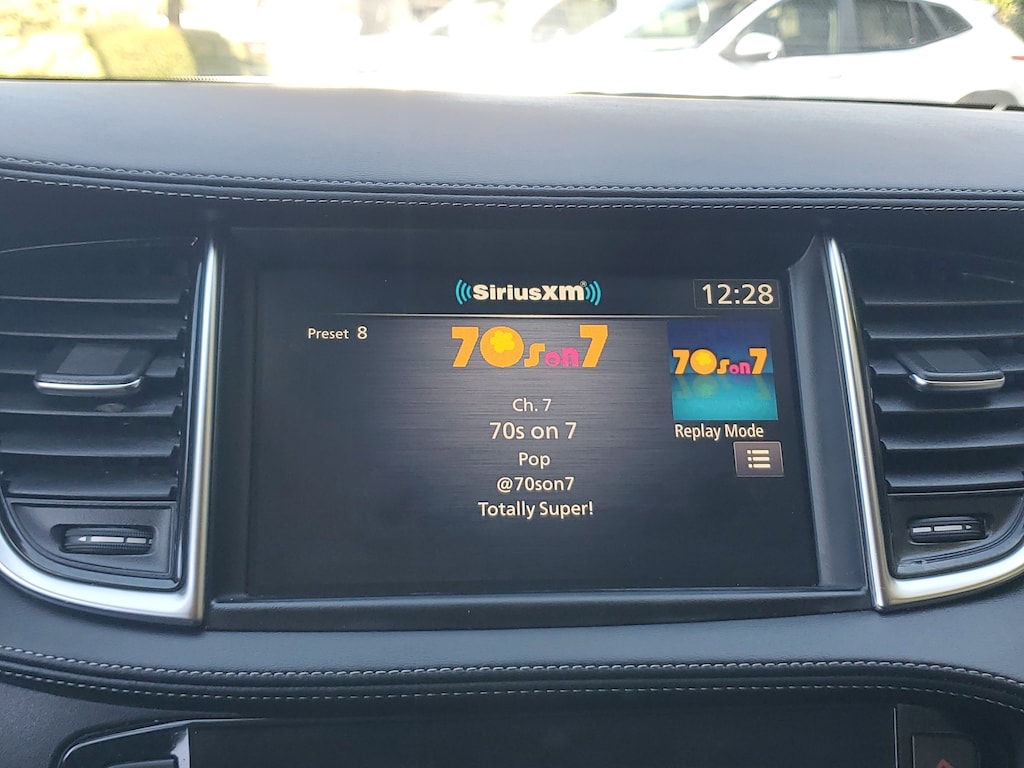 SiriusXM
12:28
Preset 8
70s on 7
70s on 7
Ch. 7
70s on 7
Replay Mode
Pop
@70son7
Totally Super!